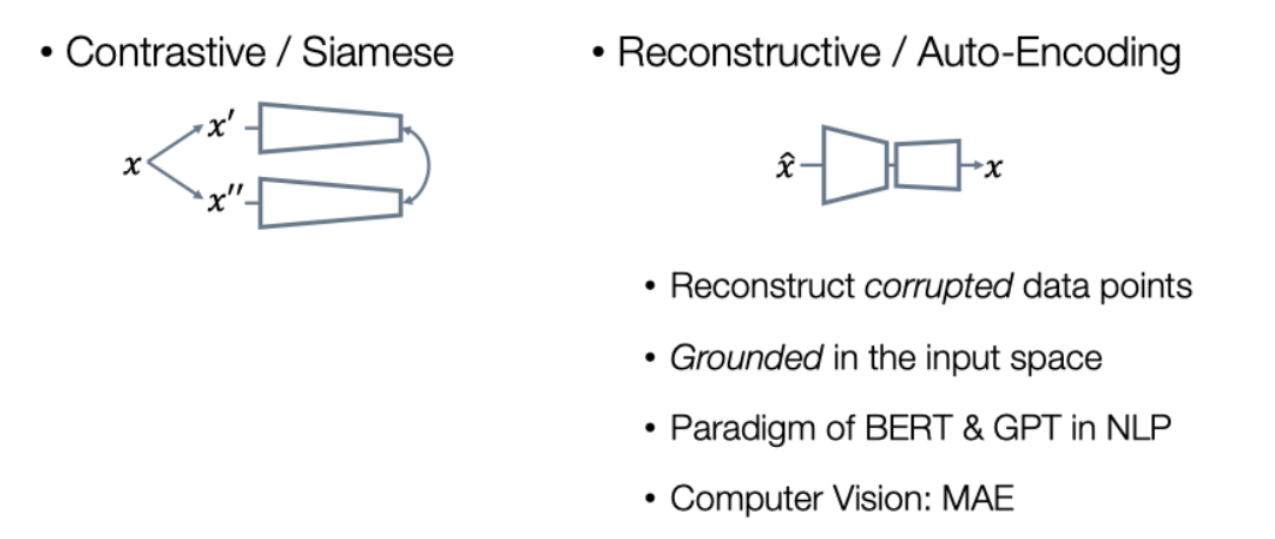 • Contrastive / Siamese
x
x′
x″
• Reconstructive / Auto-Encoding
x̂
x
• Reconstruct corrupted data points
• Grounded in the input space
• Paradigm of BERT & GPT in NLP
• Computer Vision: MAE